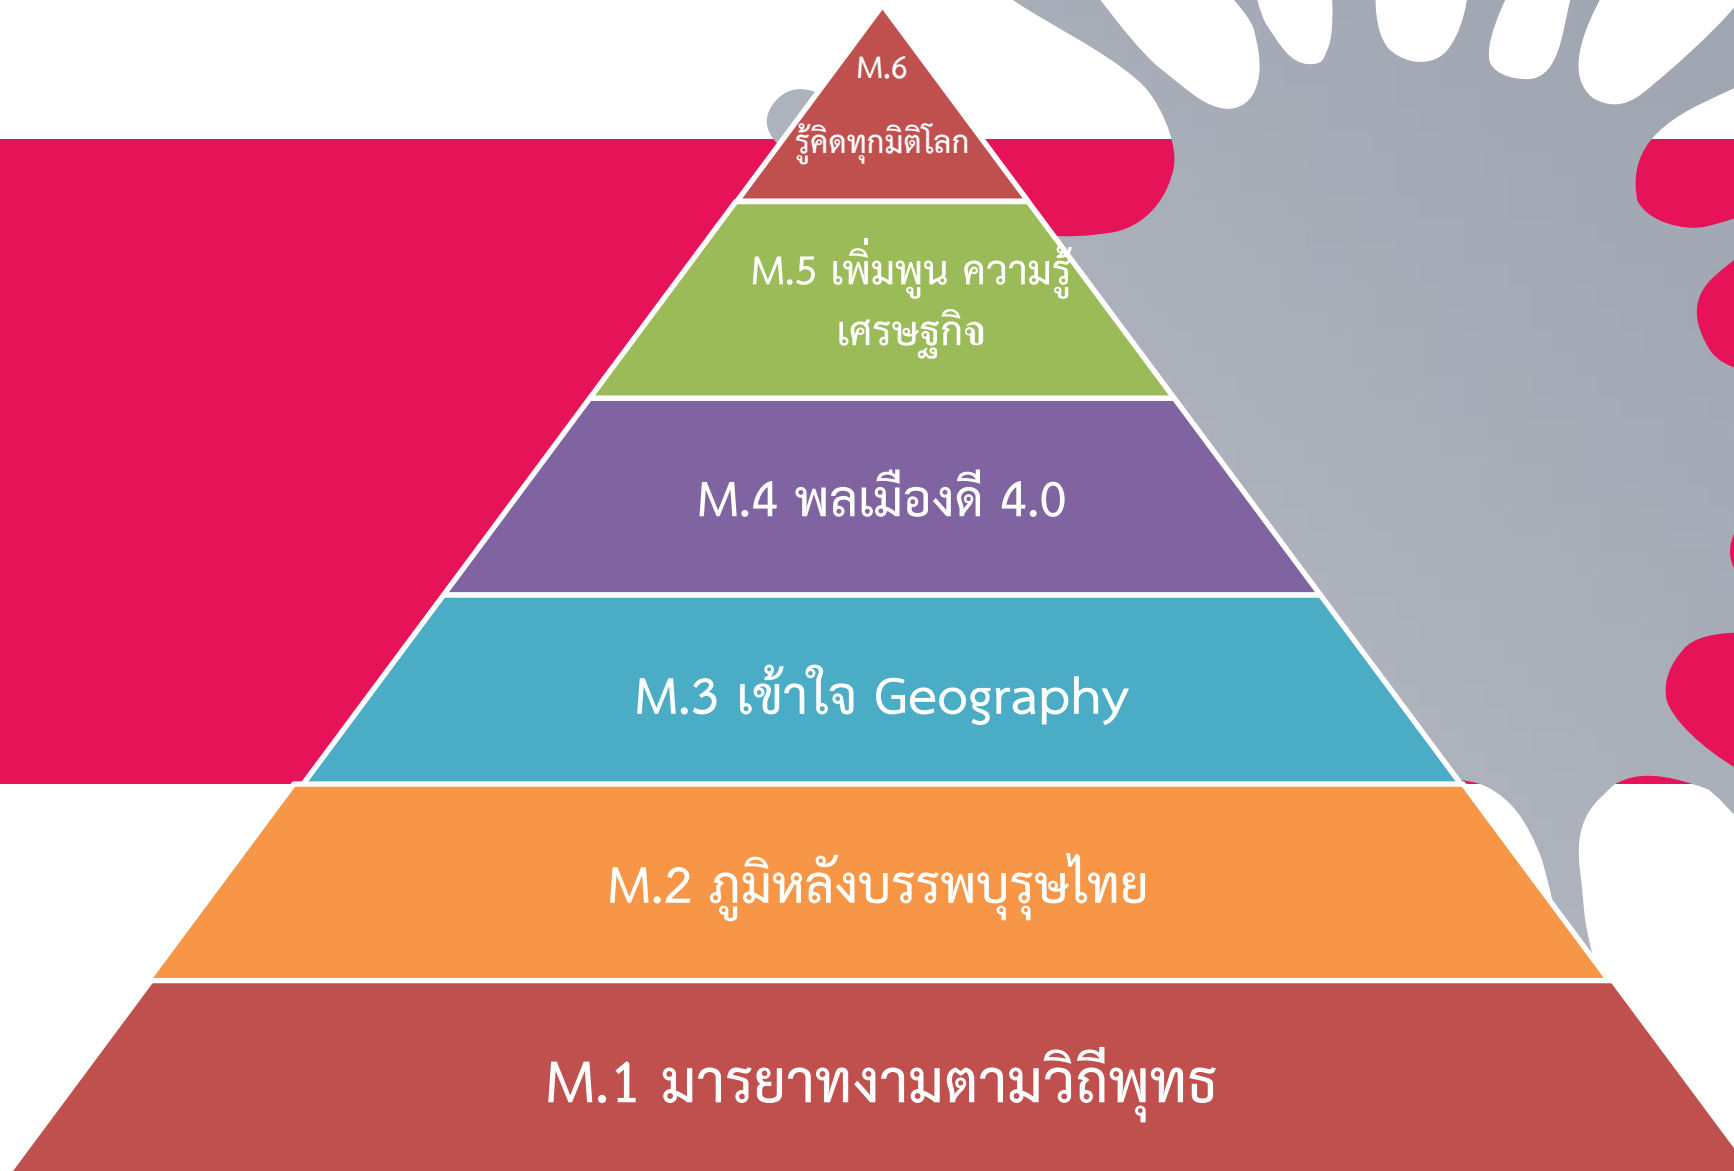 M.6
รู้คิดทุกมิติโลก
M.5 เพิ่มพูน ความรู้
เศรษฐกิจ
M.4 พลเมืองดี 4.0
M.3 เข้าใจ Geography
M.2 ภูมิหลังบรรพบุรุษไทย
M.1 มารยาทงามตามวิถีพุทธ